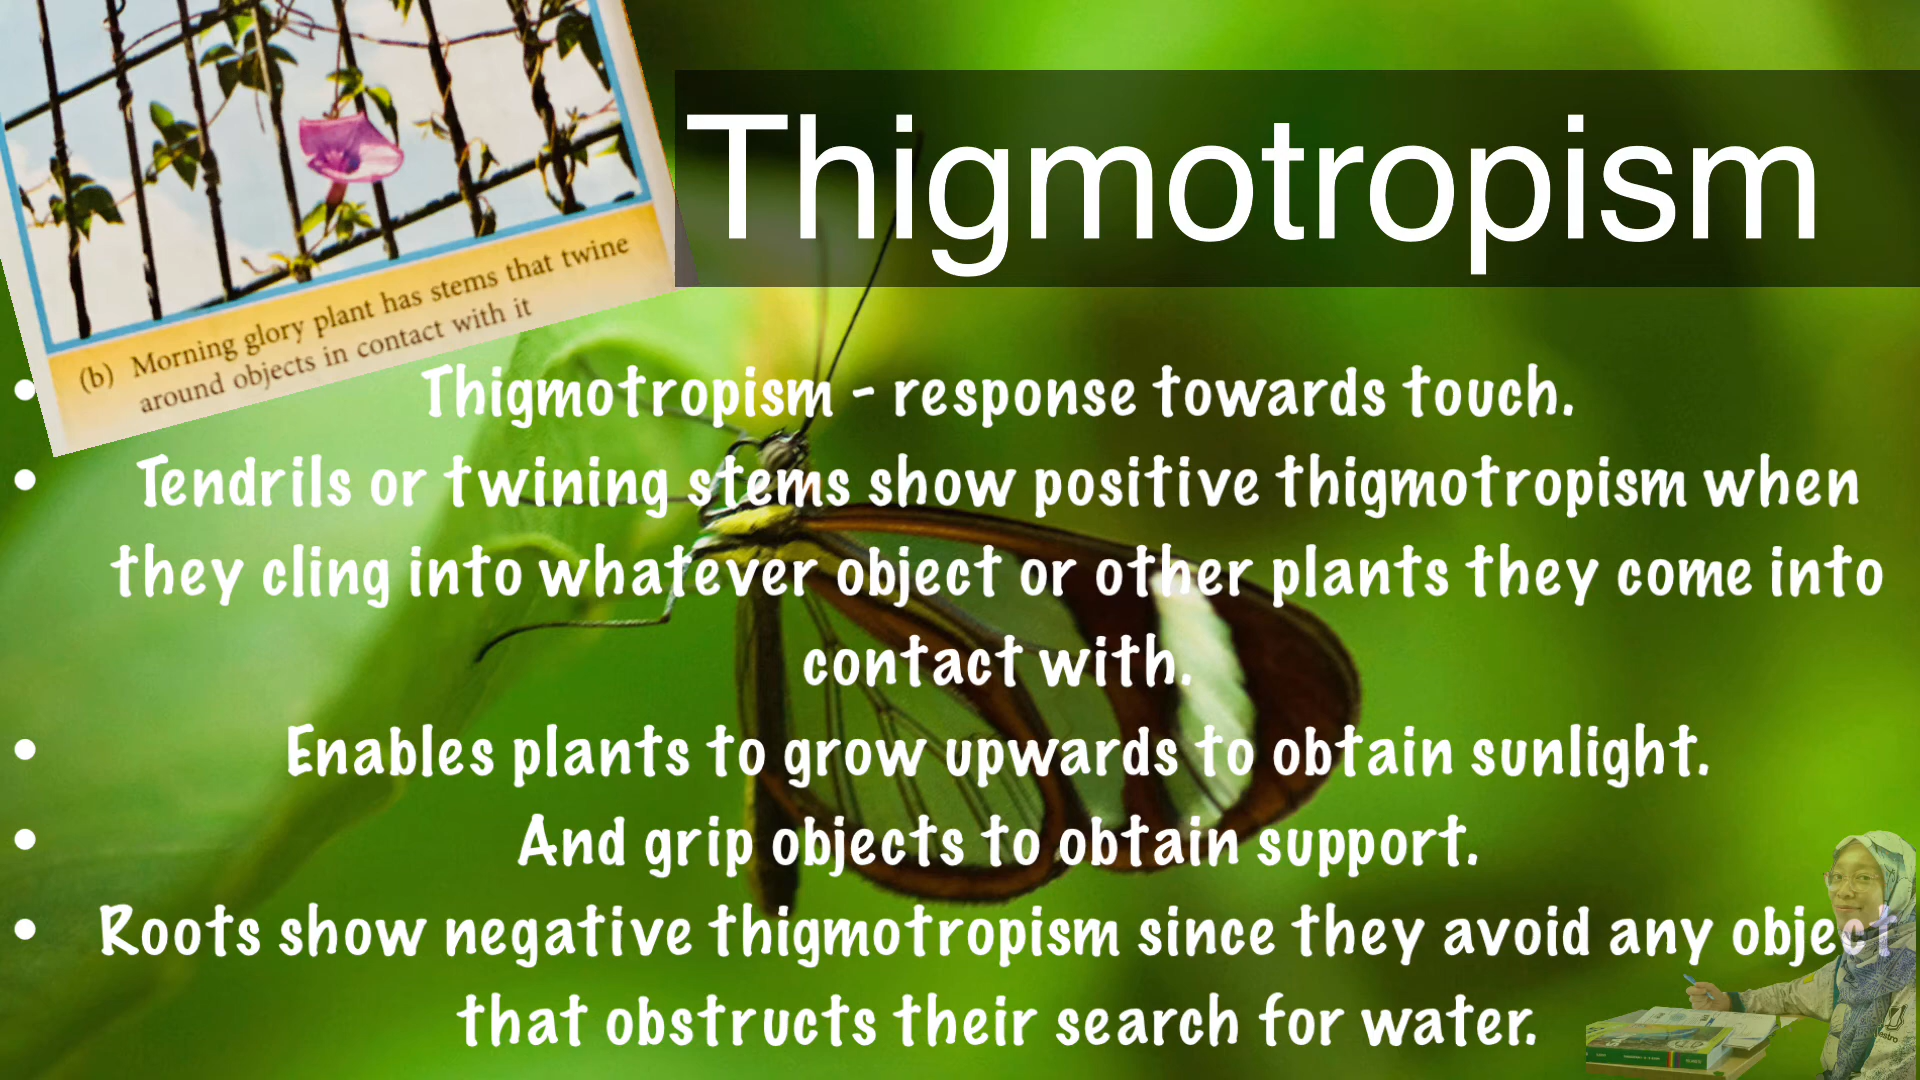 Thigmotropism
(b) Morning glory plant has stems that twine
around objects in contact with it
• Thigmotropism - response towards touch.
• Tendrils or twining stems show positive thigmotropism when
they cling into whatever object or other plants they come into
contact with.
• Enables plants to grow upwards to obtain sunlight.
• And grip objects to obtain support.
• Roots show negative thigmotropism since they avoid any object
that obstructs their search for water.